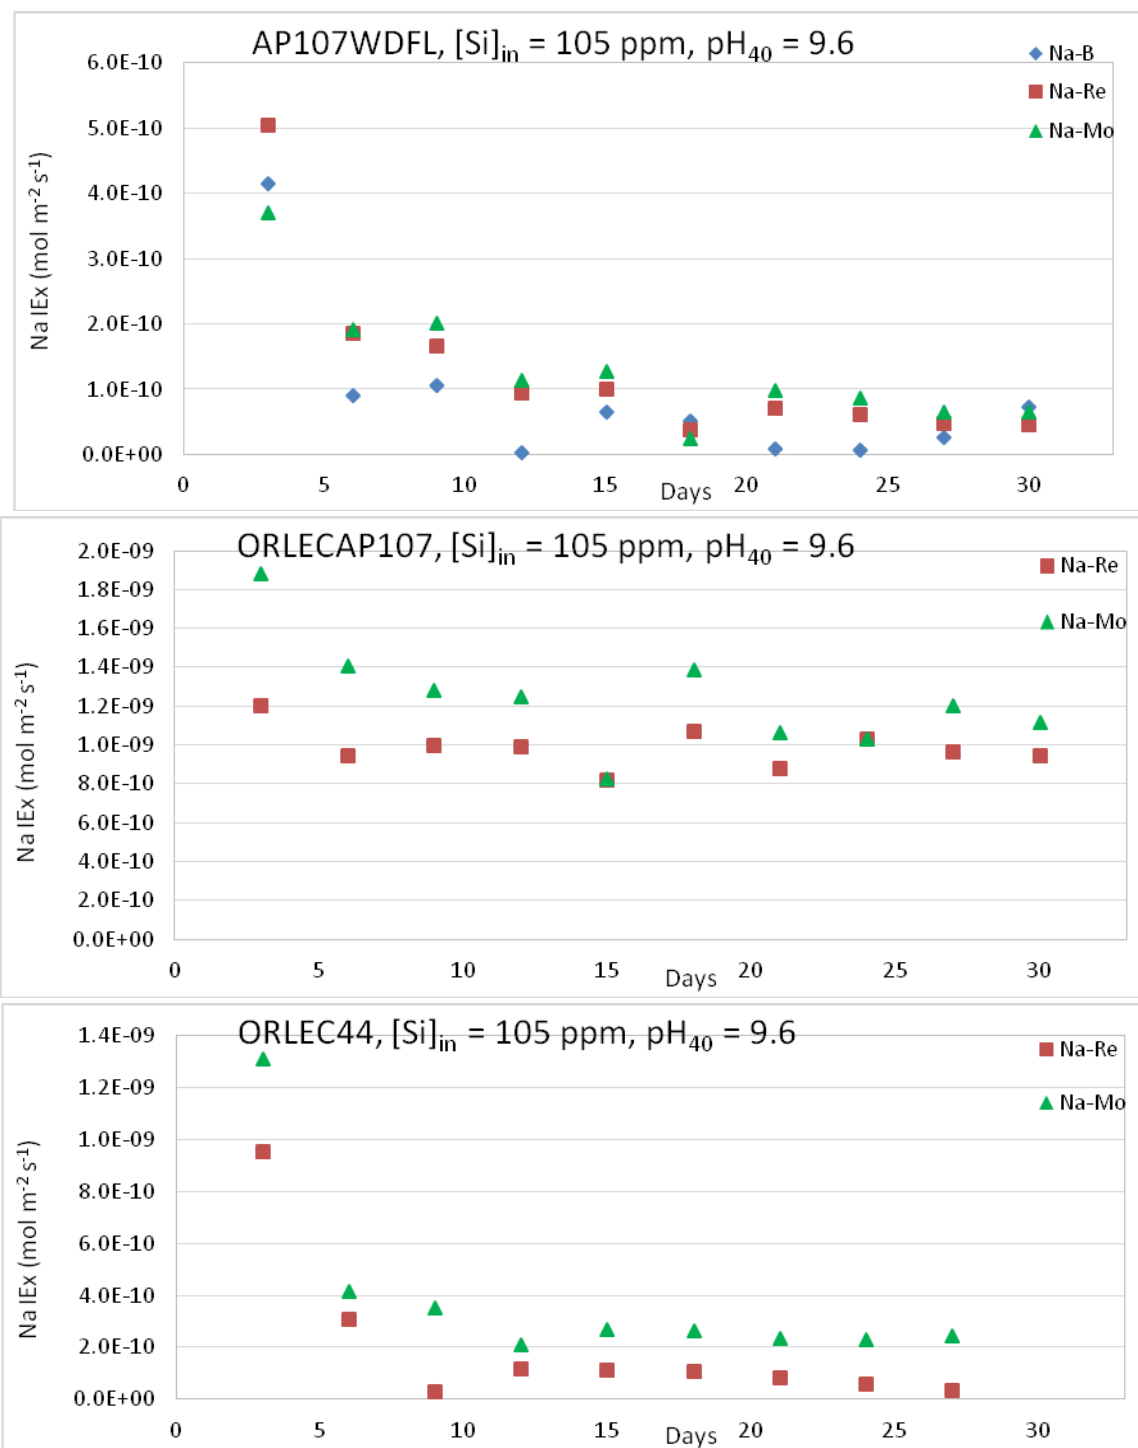 AP107WDFL, [Si]in = 105 ppm, pH40 = 9.6
Na-B
Na-Re
Na-Mo
Na IEx (mol m-2 s-1)
6.0E-10
5.0E-10
4.0E-10
3.0E-10
2.0E-10
1.0E-10
0.0E+00
0 5 10 15 20 25 30
Days
ORLECAP107, [Si]in = 105 ppm, pH40 = 9.6
Na-Re
Na-Mo
Na IEx (mol m-2 s-1)
2.0E-09
1.8E-09
1.6E-09
1.4E-09
1.2E-09
1.0E-09
8.0E-10
6.0E-10
4.0E-10
2.0E-10
0.0E+00
0 5 10 15 20 25 30
Days
ORLEC44, [Si]in = 105 ppm, pH40 = 9.6
Na-Re
Na-Mo
Na IEx (mol m-2 s-1)
1.4E-09
1.2E-09
1.0E-09
8.0E-10
6.0E-10
4.0E-10
2.0E-10
0.0E+00
0 5 10 15 20 25 30
Days